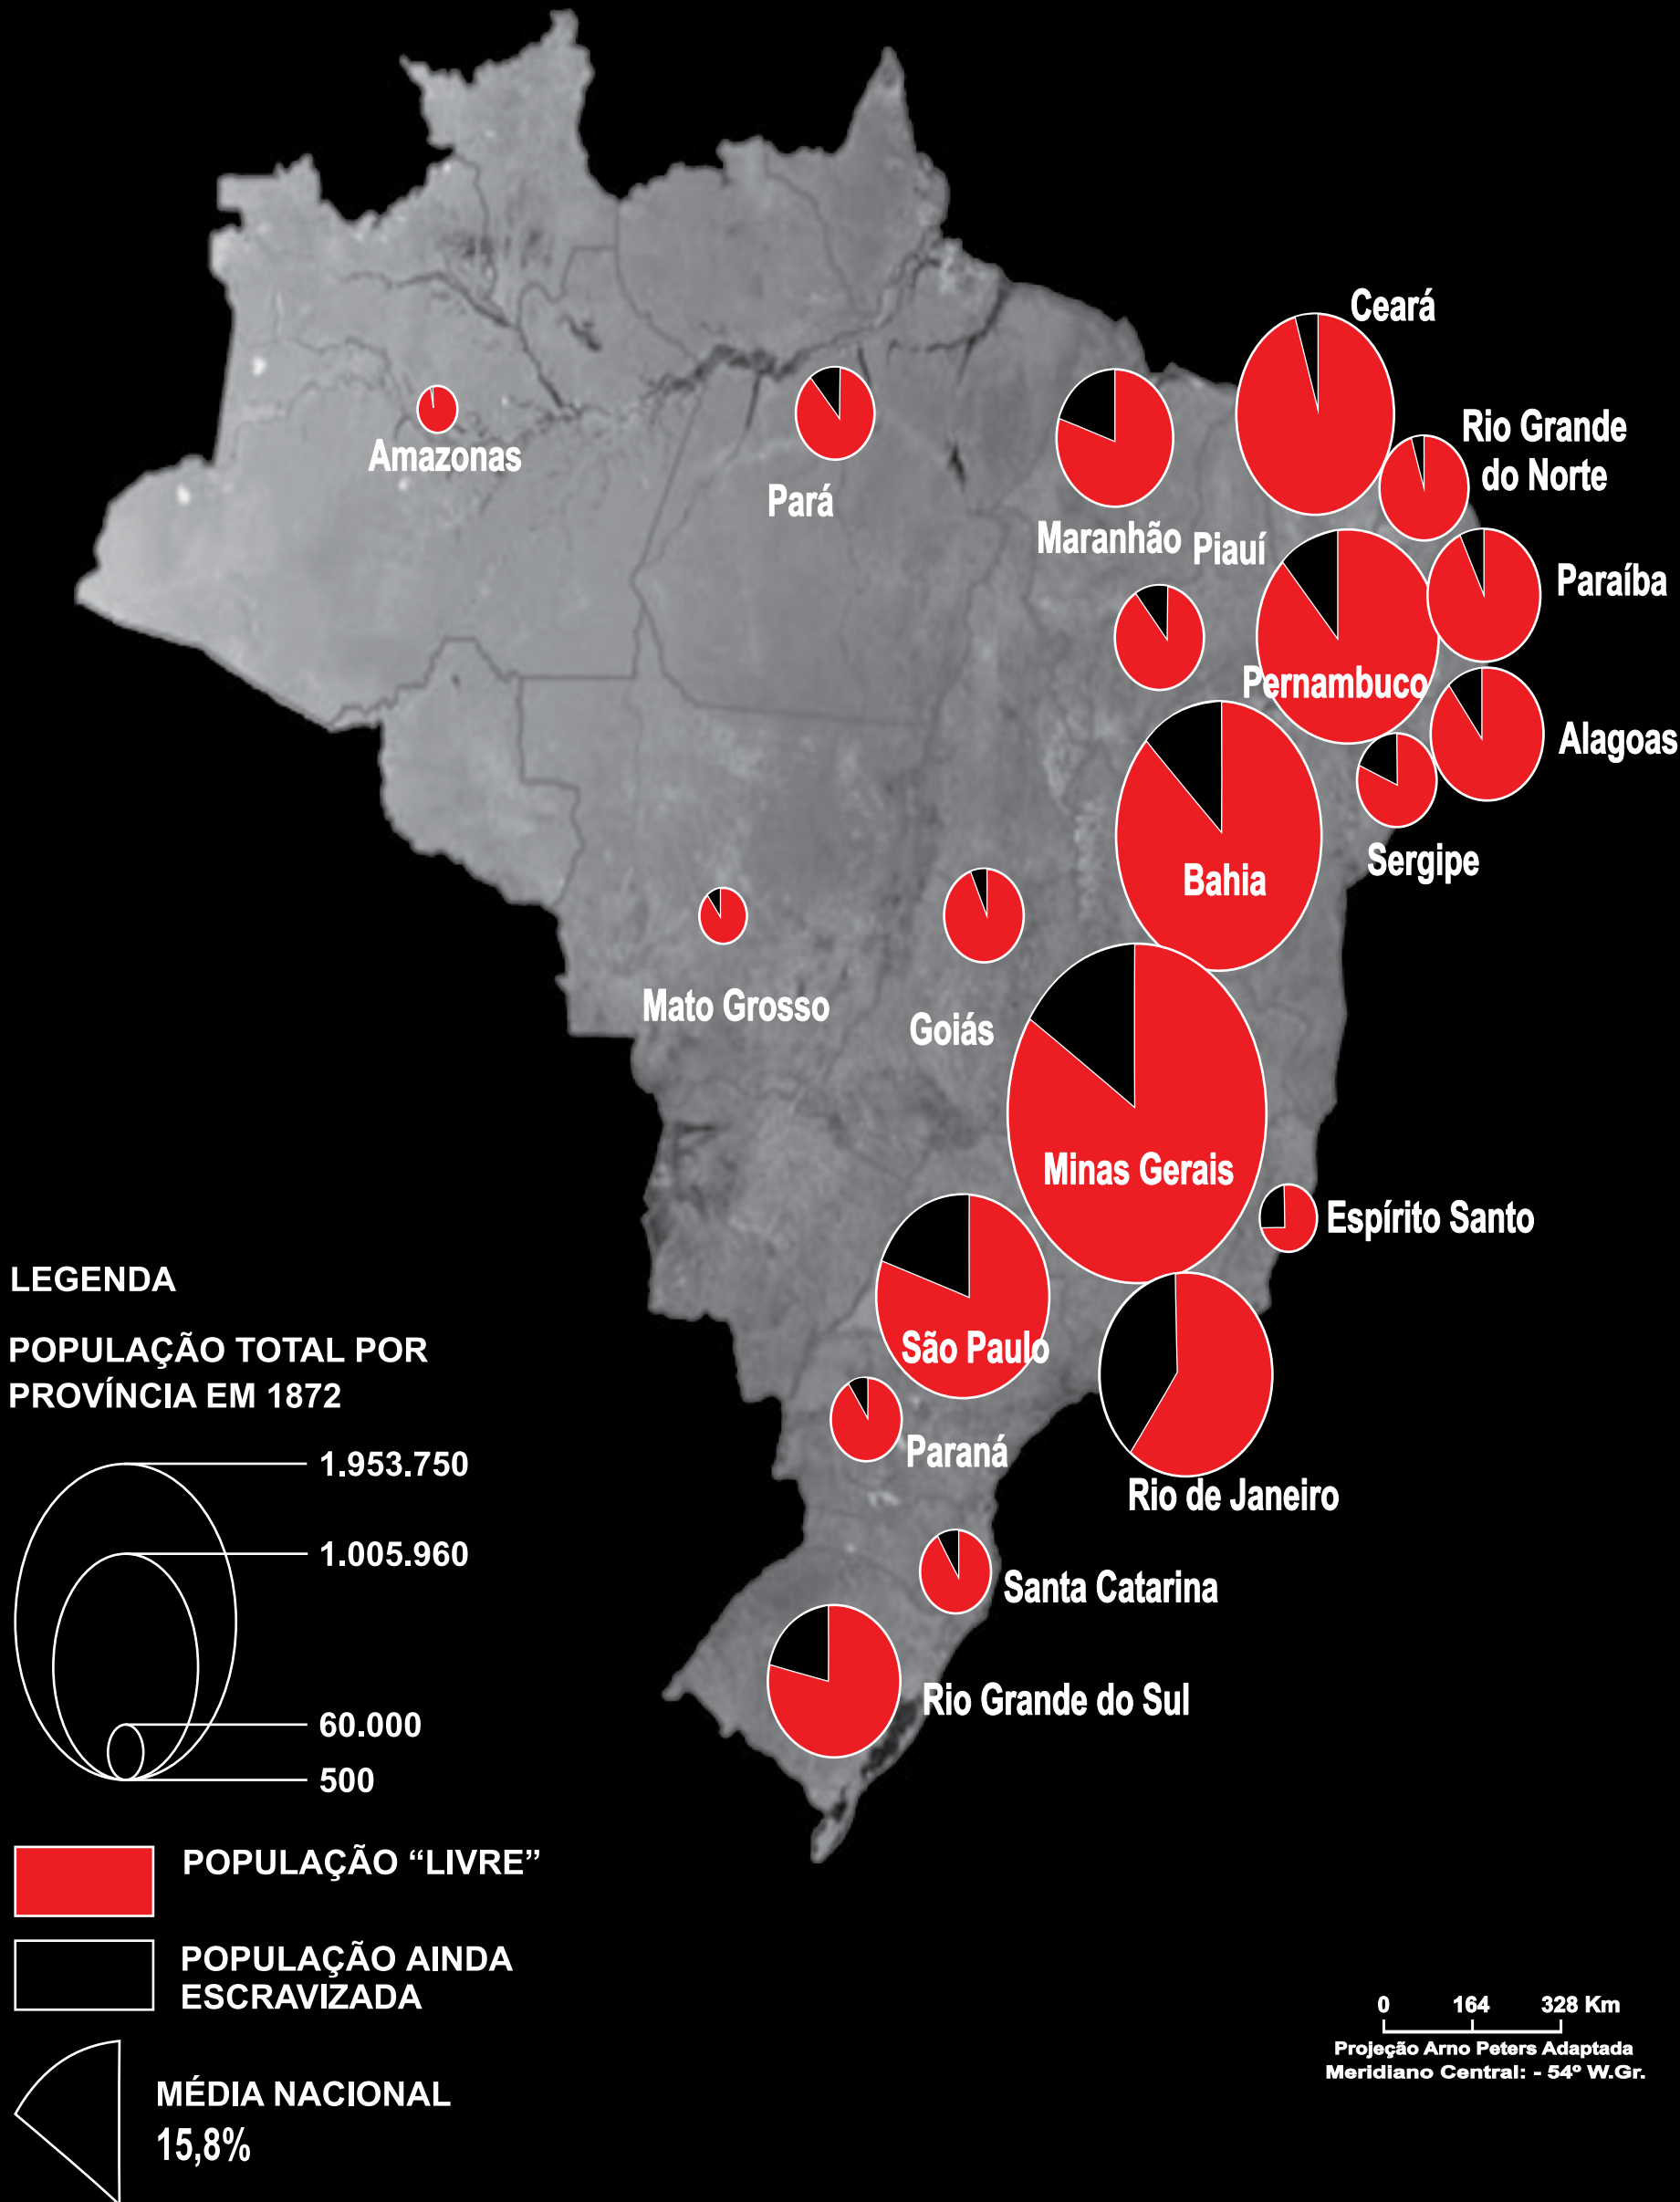 Ceará
Rio Grande
do Norte
Amazonas
Pará
Maranhão
Piauí
Paraíba
Pernambuco
Alagoas
Sergipe
Bahia
Mato Grosso
Goiás
Minas Gerais
Espírito Santo
São Paulo
Paraná
Rio de Janeiro
Santa Catarina
Rio Grande do Sul
LEGENDA
POPULAÇÃO TOTAL POR
PROVÍNCIA EM 1872
1.953.750
1.005.960
60.000
500
POPULAÇÃO “LIVRE”
POPULAÇÃO AINDA
ESCRAVIZADA
MÉDIA NACIONAL
15,8%
0 164 328 Km
Projeção Arno Peters Adaptada
Meridiano Central: - 54º W.Gr.